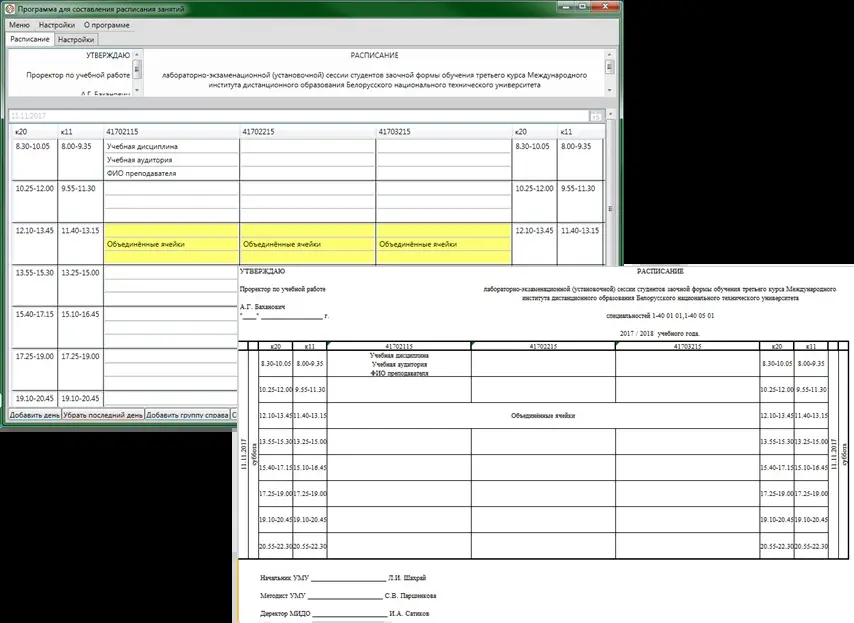 Программа для составления расписания занятий
Меню Настройки О программе
Расписание Настройки
УТВЕРЖДАЮ
Проректор по учебной работе
РАСПИСАНИЕ
лабораторно-экзаменационной (установочной) сессии студентов заочной формы обучения третьего курса Международного
института дистанционного образования Белорусского национального технического университета
11.11.2017
к20 к11 41702115 41702215 41703215 к20 к11
8.30-10.05 8.00-9.35 Учебная дисциплина 8.30-10.05 8.00-9.35
Учебная аудитория
ФИО преподавателя
10.25-12.00 9.55-11.30 10.25-12.00 9.55-11.30
12.10-13.45 11.40-13.15 12.10-13.45 11.40-13.15
Объединённые ячейки Объединённые ячейки Объединённые ячейки
13.55-15.30 13.25-15.00
15.40-17.15 15.10-16.45
17.25-19.00 17.25-19.00
19.10-20.45 19.10-20.45
Добавить день Убрать последний день Добавить группу справа С
УТВЕРЖДАЮ
Проректор по учебной работе
А.Г. Баханович
"____" ____________________ г.
РАСПИСАНИЕ
лабораторно-экзаменационной (установочной) сессии студентов заочной формы обучения третьего курса Международного
института дистанционного образования Белорусского национального технического университета
специальностей 1-40 01 01,1-40 05 01
2017 / 2018 учебного года.
к20 к11 41702115 41702215 41703215 к20 к11
11.11.2017
суббота
8.30-10.05 8.00-9.35 Учебная дисциплина 8.30-10.05 8.00-9.35
Учебная аудитория
ФИО преподавателя
10.25-12.00 9.55-11.30 10.25-12.00 9.55-11.30
12.10-13.45 11.40-13.15 Объединённые ячейки 12.10-13.45 11.40-13.15
13.55-15.30 13.25-15.00 13.55-15.30 13.25-15.00
15.40-17.15 15.10-16.45 15.40-17.15 15.10-16.45
17.25-19.00 17.25-19.00 17.25-19.00 17.25-19.00
19.10-20.45 19.10-20.45 19.10-20.45 19.10-20.45
20.55-22.30 20.55-22.30 20.55-22.30 20.55-22.30
11.11.2017
суббота
Начальник УМУ ____________________ Л.И. Шахрай
Методист УМУ ____________________ С.В. Паршенкова
Директор МИДО ____________________ И.А. Сатиков